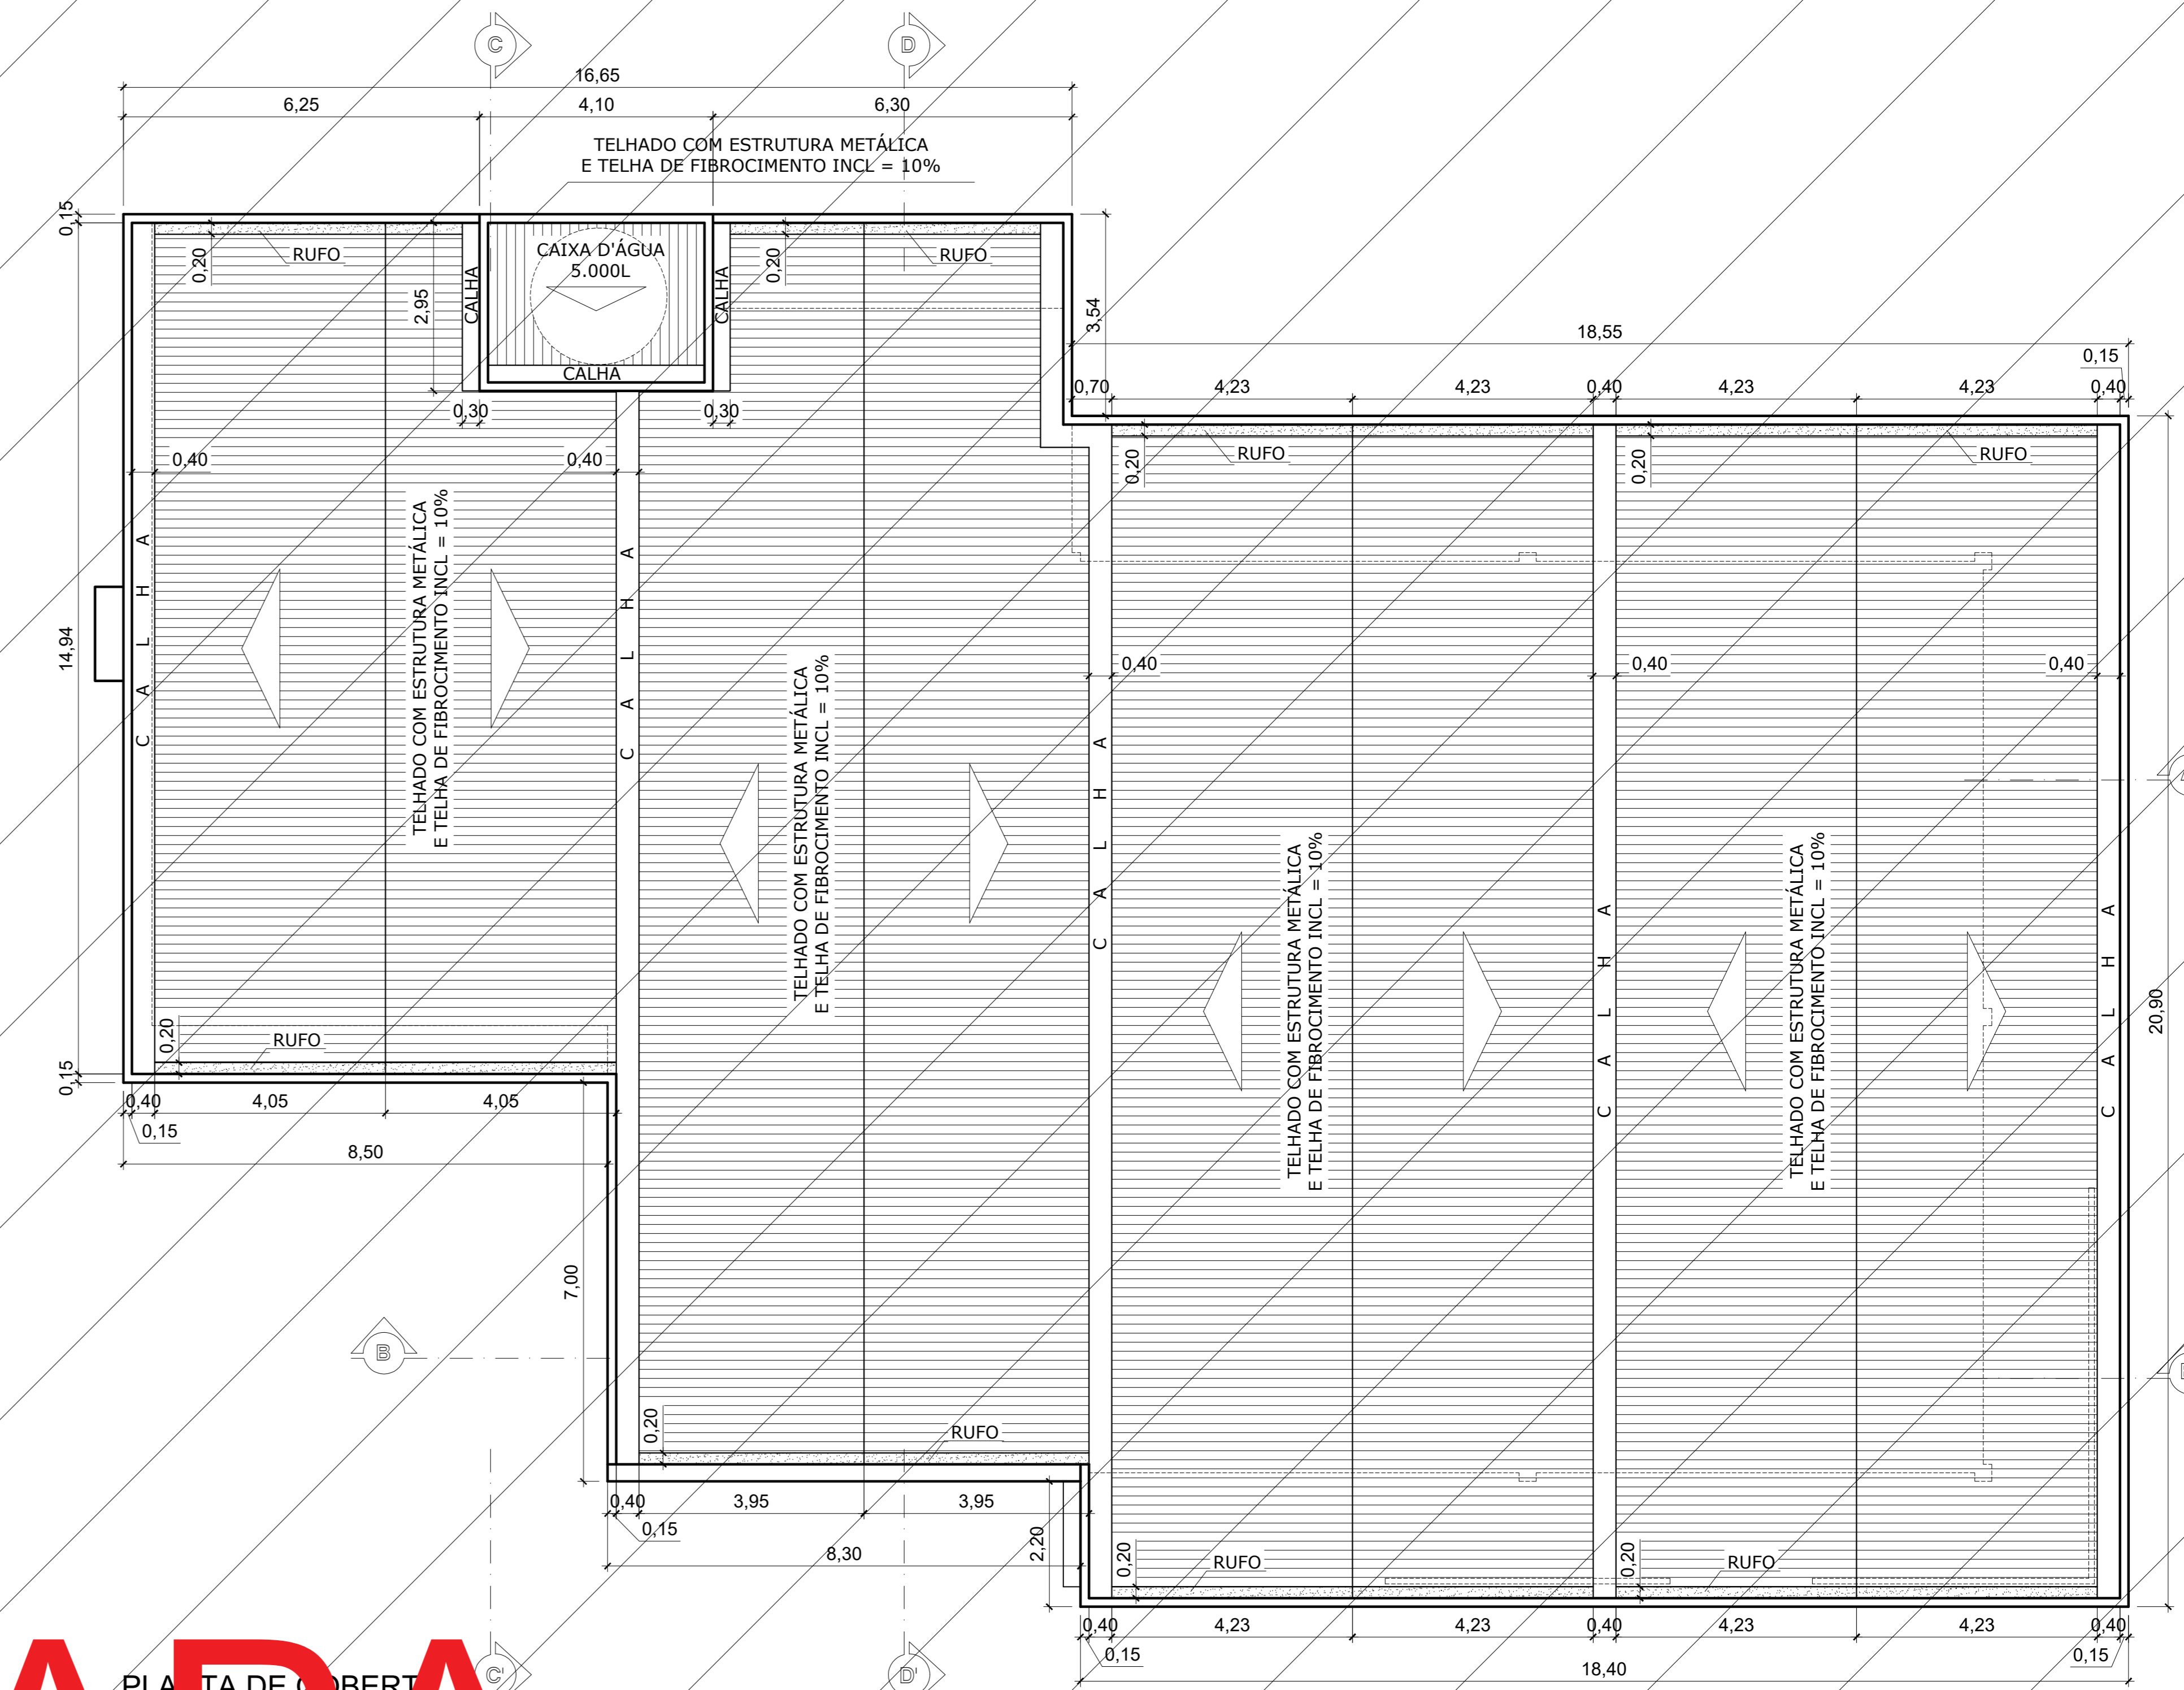 C
D
16,65
6,25
4,10
6,30
TELHADO COM ESTRUTURA METÁLICA
E TELHA DE FIBROCIMENTO INCL = 10%
0,15
0,20
RUFO
CAIXA D'ÁGUA
5.000L
0,20
RUFO
CALHA
CALHA
2,95
3,54
18,55
0,15
CALHA
0,70
4,23
4,23
0,40
4,23
4,23
0,40
0,30
0,30
0,40
0,40
0,20
RUFO
0,20
RUFO
TELHADO COM ESTRUTURA METÁLICA
E TELHA DE FIBROCIMENTO INCL = 10%
CALHA
CALHA
14,94
0,40
0,40
0,40
TELHADO COM ESTRUTURA METÁLICA
E TELHA DE FIBROCIMENTO INCL = 10%
CALHA
TELHADO COM ESTRUTURA METÁLICA
E TELHA DE FIBROCIMENTO INCL = 10%
CALHA
TELHADO COM ESTRUTURA METÁLICA
E TELHA DE FIBROCIMENTO INCL = 10%
CALHA
20,90
0,20
RUFO
0,15
0,40
4,05
4,05
0,15
8,50
7,00
B
0,20
RUFO
0,40
3,95
3,95
0,15
8,30
2,20
0,20
RUFO
0,20
RUFO
0,40
4,23
4,23
0,40
4,23
4,23
0,40
0,15
0,15
18,40
C'
D'